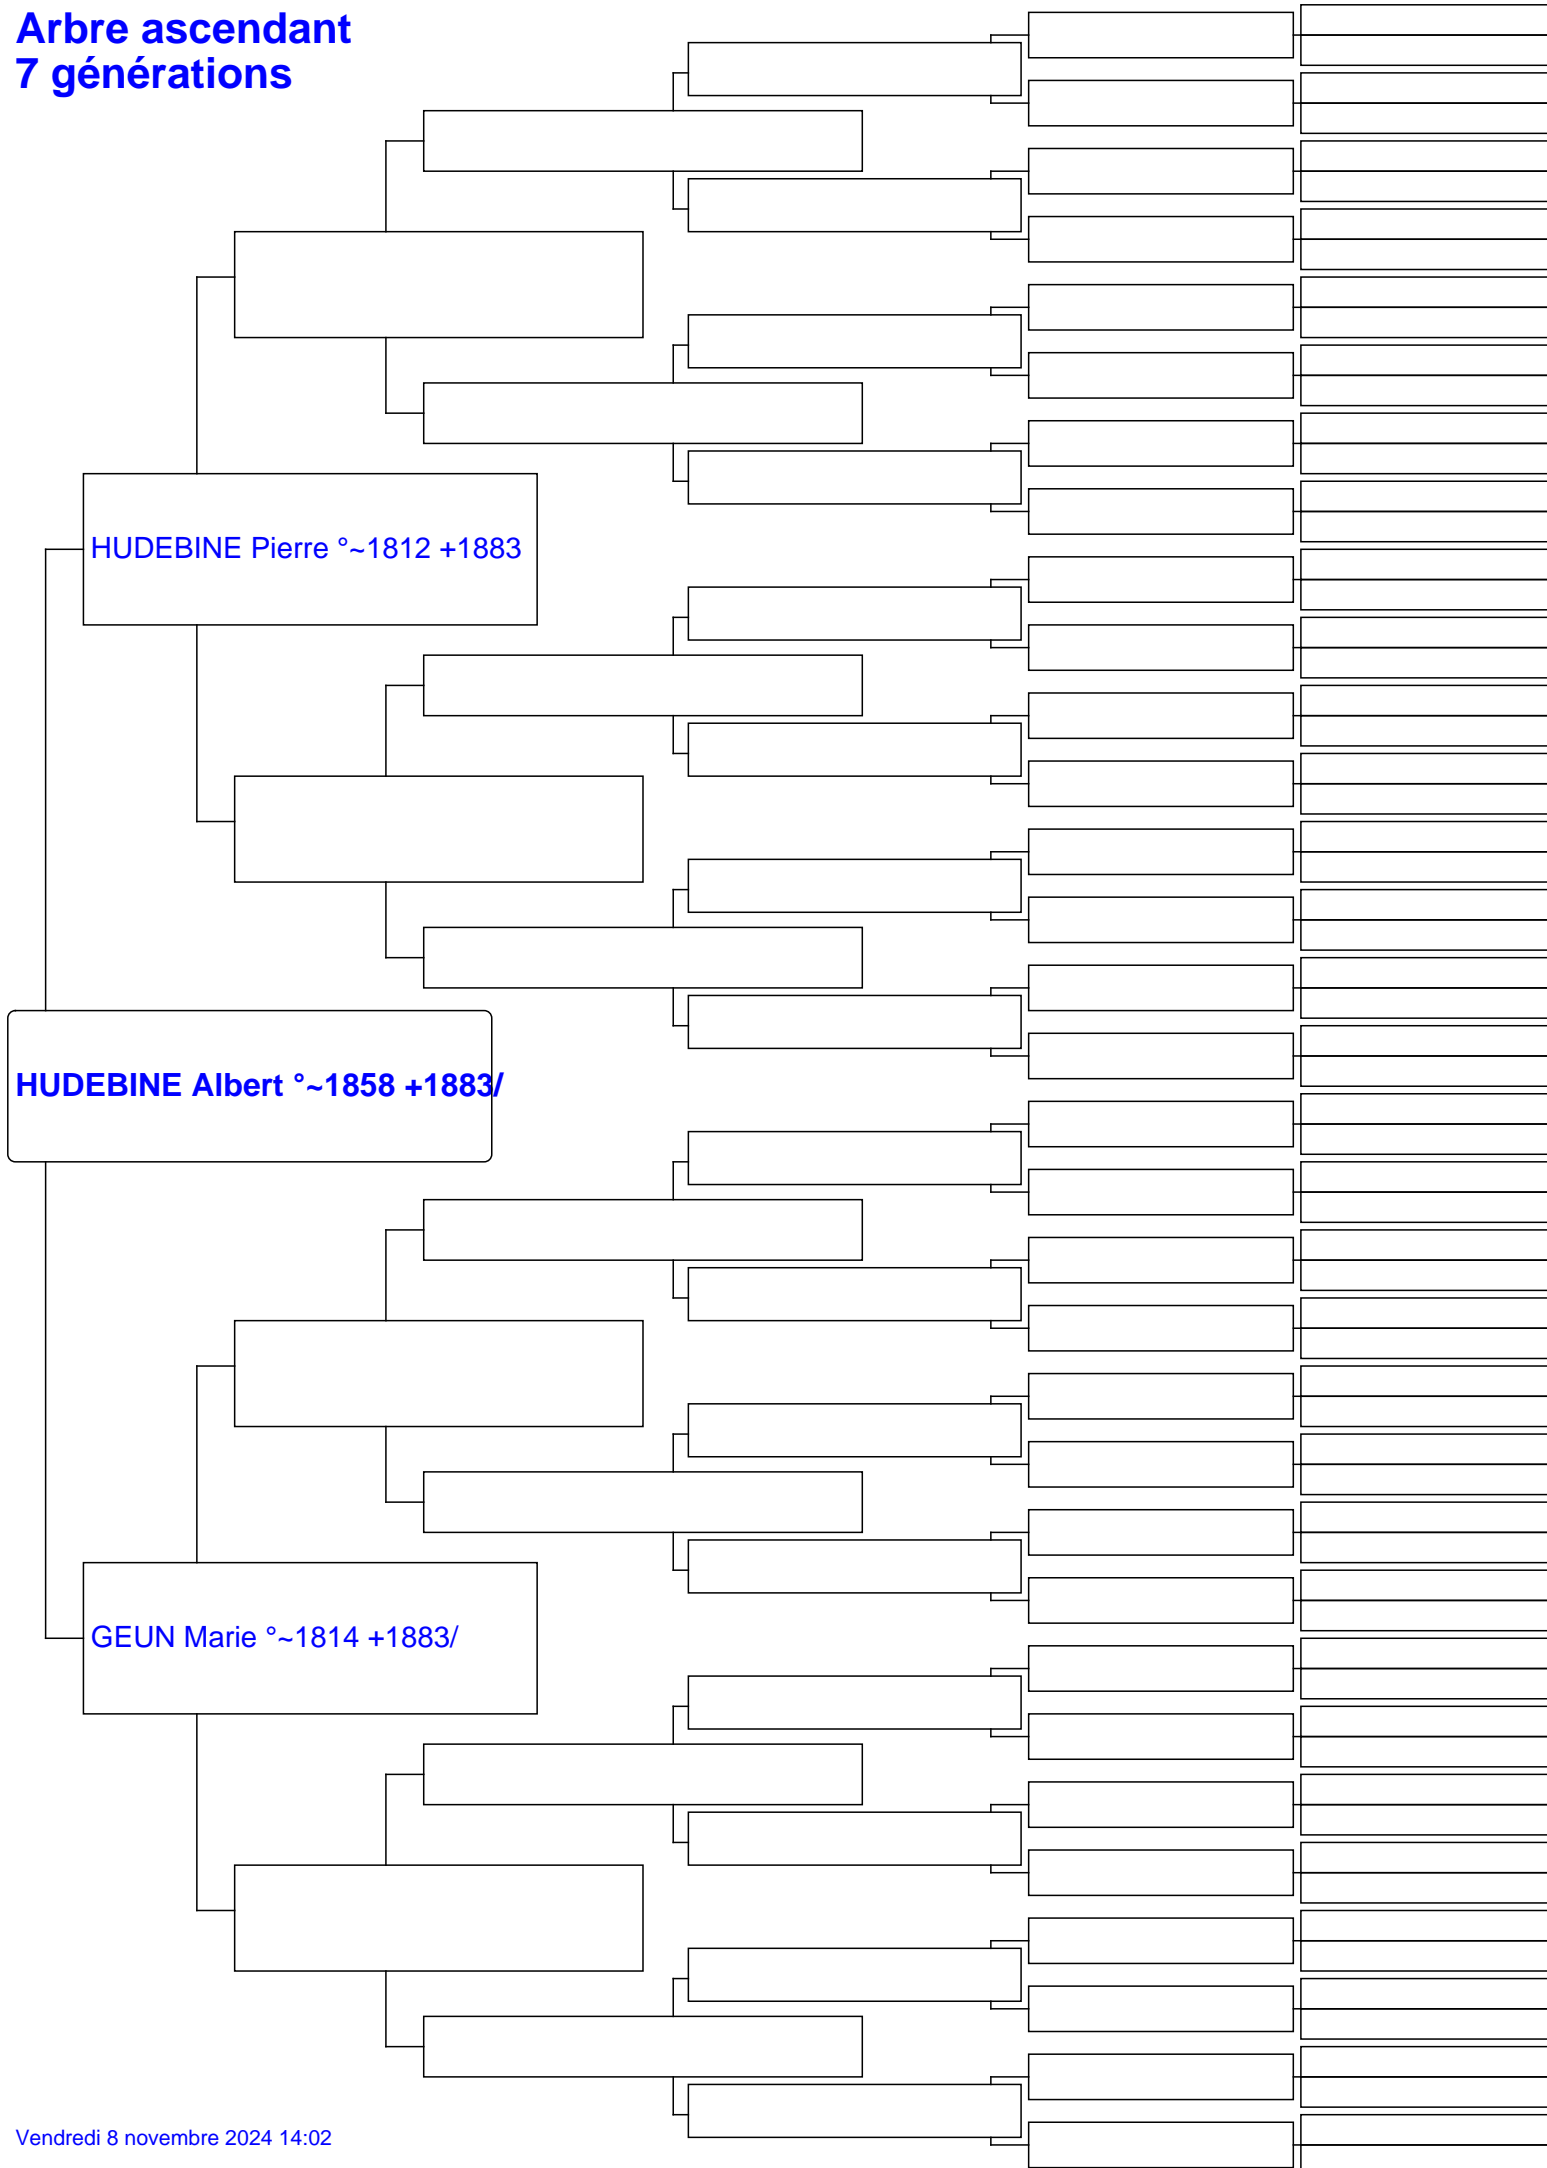 Arbre ascendant
7 générations
HUDEBINE Pierre °~1812 +1883
HUDEBINE Albert °~1858 +1883/
GEUN Marie °~1814 +1883/
Vendredi 8 novembre 2024 14:02